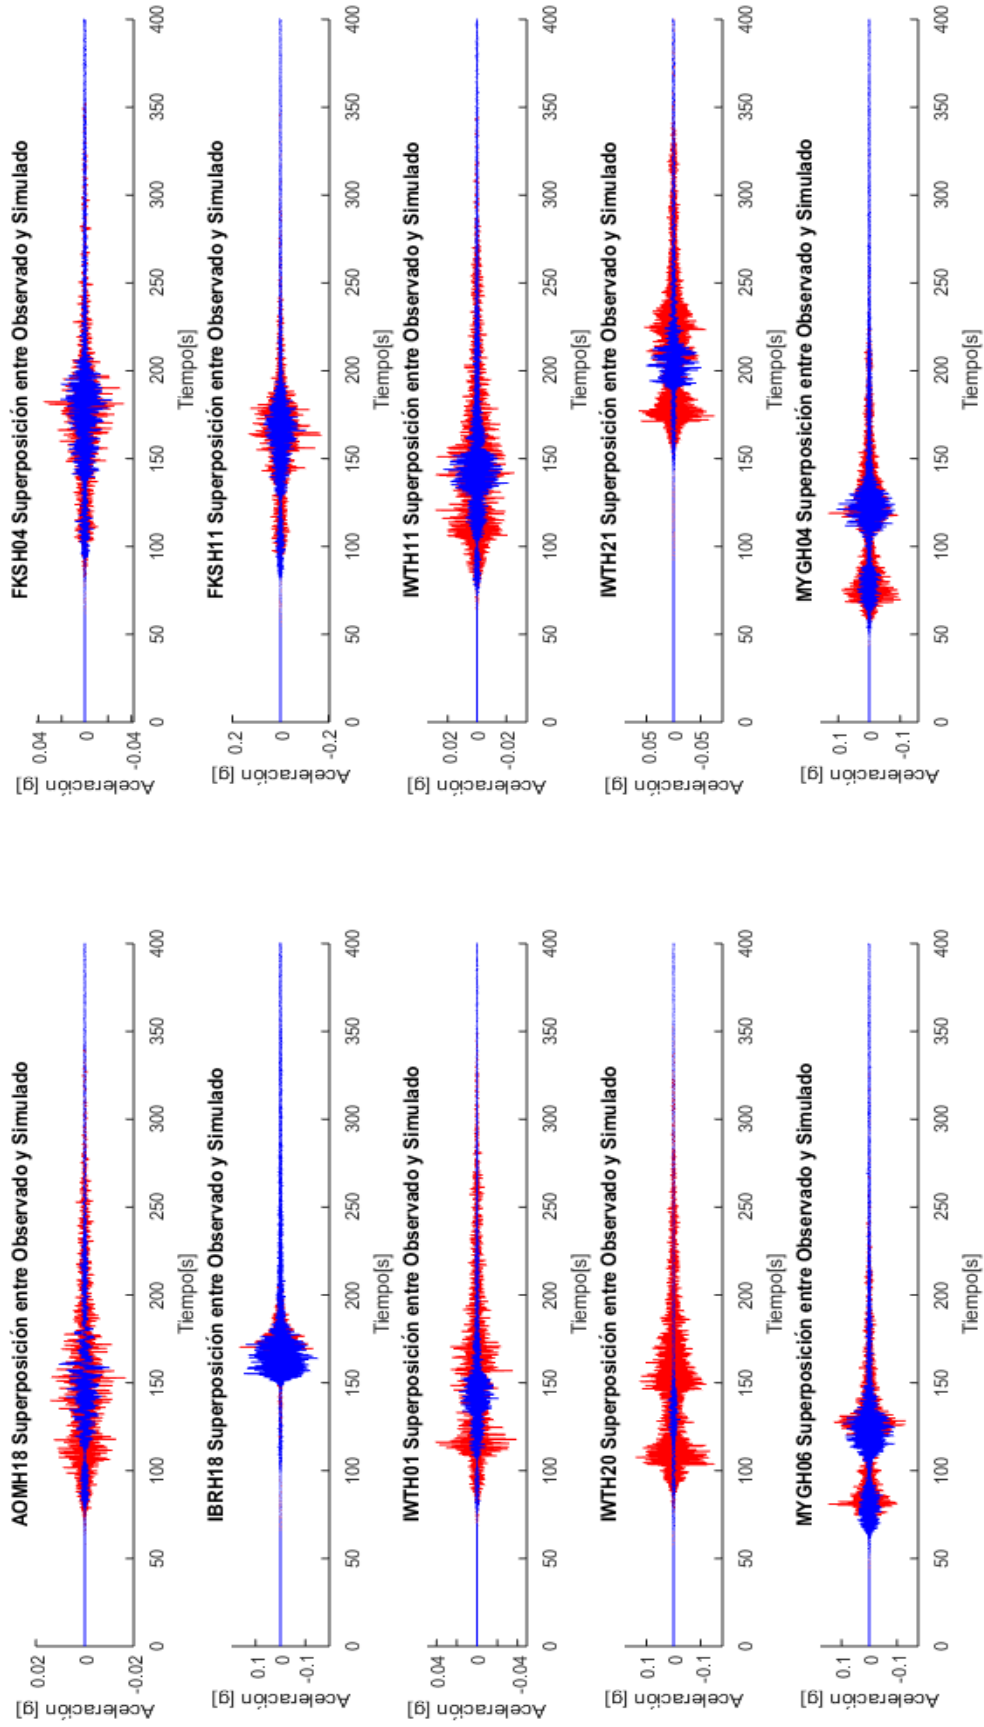 AOMH18 Superposición entre Observado y Simulado
Aceleración [g]
0.02
0
-0.02
0 50 100 150 200 250 300 350 400
Tiempo[s]
FKSH04 Superposición entre Observado y Simulado
Aceleración [g]
0.04
0
-0.04
0 50 100 150 200 250 300 350 400
Tiempo[s]
IBRH18 Superposición entre Observado y Simulado
Aceleración [g]
0.1
0
-0.1
0 50 100 150 200 250 300 350 400
Tiempo[s]
FKSH11 Superposición entre Observado y Simulado
Aceleración [g]
0.2
0
-0.2
0 50 100 150 200 250 300 350 400
Tiempo[s]
IWTH01 Superposición entre Observado y Simulado
Aceleración [g]
0.04
0
-0.04
0 50 100 150 200 250 300 350 400
Tiempo[s]
IWTH11 Superposición entre Observado y Simulado
Aceleración [g]
0.02
0
-0.02
0 50 100 150 200 250 300 350 400
Tiempo[s]
IWTH20 Superposición entre Observado y Simulado
Aceleración [g]
0.1
0
-0.1
0 50 100 150 200 250 300 350 400
Tiempo[s]
IWTH21 Superposición entre Observado y Simulado
Aceleración [g]
0.05
0
-0.05
0 50 100 150 200 250 300 350 400
Tiempo[s]
MYGH06 Superposición entre Observado y Simulado
Aceleración [g]
0.1
0
-0.1
0 50 100 150 200 250 300 350 400
Tiempo[s]
MYGH04 Superposición entre Observado y Simulado
Aceleración [g]
0.1
0
-0.1
0 50 100 150 200 250 300 350 400
Tiempo[s]